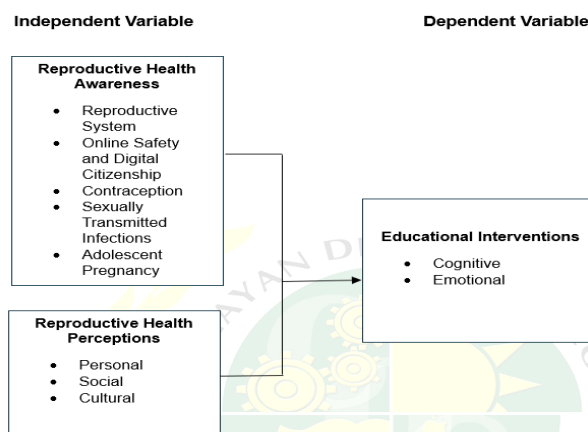 Independent Variable
Dependent Variable
Reproductive Health
Awareness
• Reproductive
System
• Online Safety
and Digital
Citizenship
• Contraception
• Sexually
Transmitted
Infections
• Adolescent
Pregnancy
Educational Interventions
• Cognitive
• Emotional
Reproductive Health
Perceptions
• Personal
• Social
• Cultural